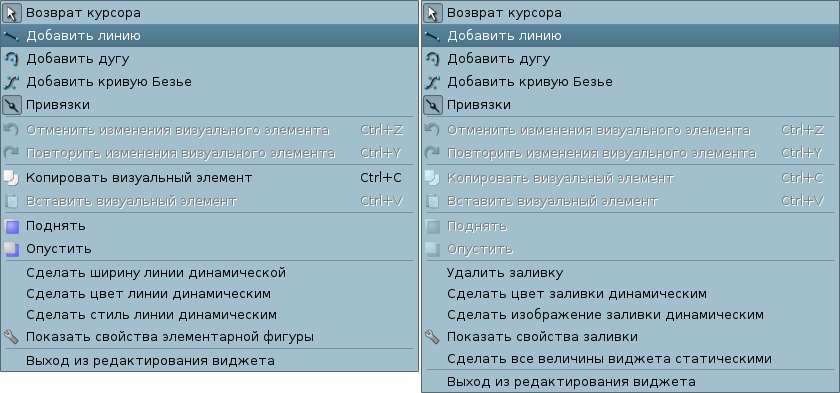 Возврат курсора
Добавить линию
Добавить дугу
Добавить кривую Безье
Привязки
Отменить изменения визуального элемента Ctrl+Z
Повторить изменения визуального элемента Ctrl+Y
Копировать визуальный элемент Ctrl+C
Вставить визуальный элемент Ctrl+V
Поднять
Опустить
Сделать ширину линии динамической
Сделать цвет линии динамическим
Сделать стиль линии динамическим
Показать свойства элементарной фигуры
Выход из редактирования виджета
Возврат курсора
Добавить линию
Добавить дугу
Добавить кривую Безье
Привязки
Отменить изменения визуального элемента Ctrl+Z
Повторить изменения визуального элемента Ctrl+Y
Копировать визуальный элемент Ctrl+C
Вставить визуальный элемент Ctrl+V
Поднять
Опустить
Удалить заливку
Сделать цвет заливки динамическим
Сделать изображение заливки динамическим
Показать свойства заливки
Сделать все величины виджета статическими
Выход из редактирования виджета